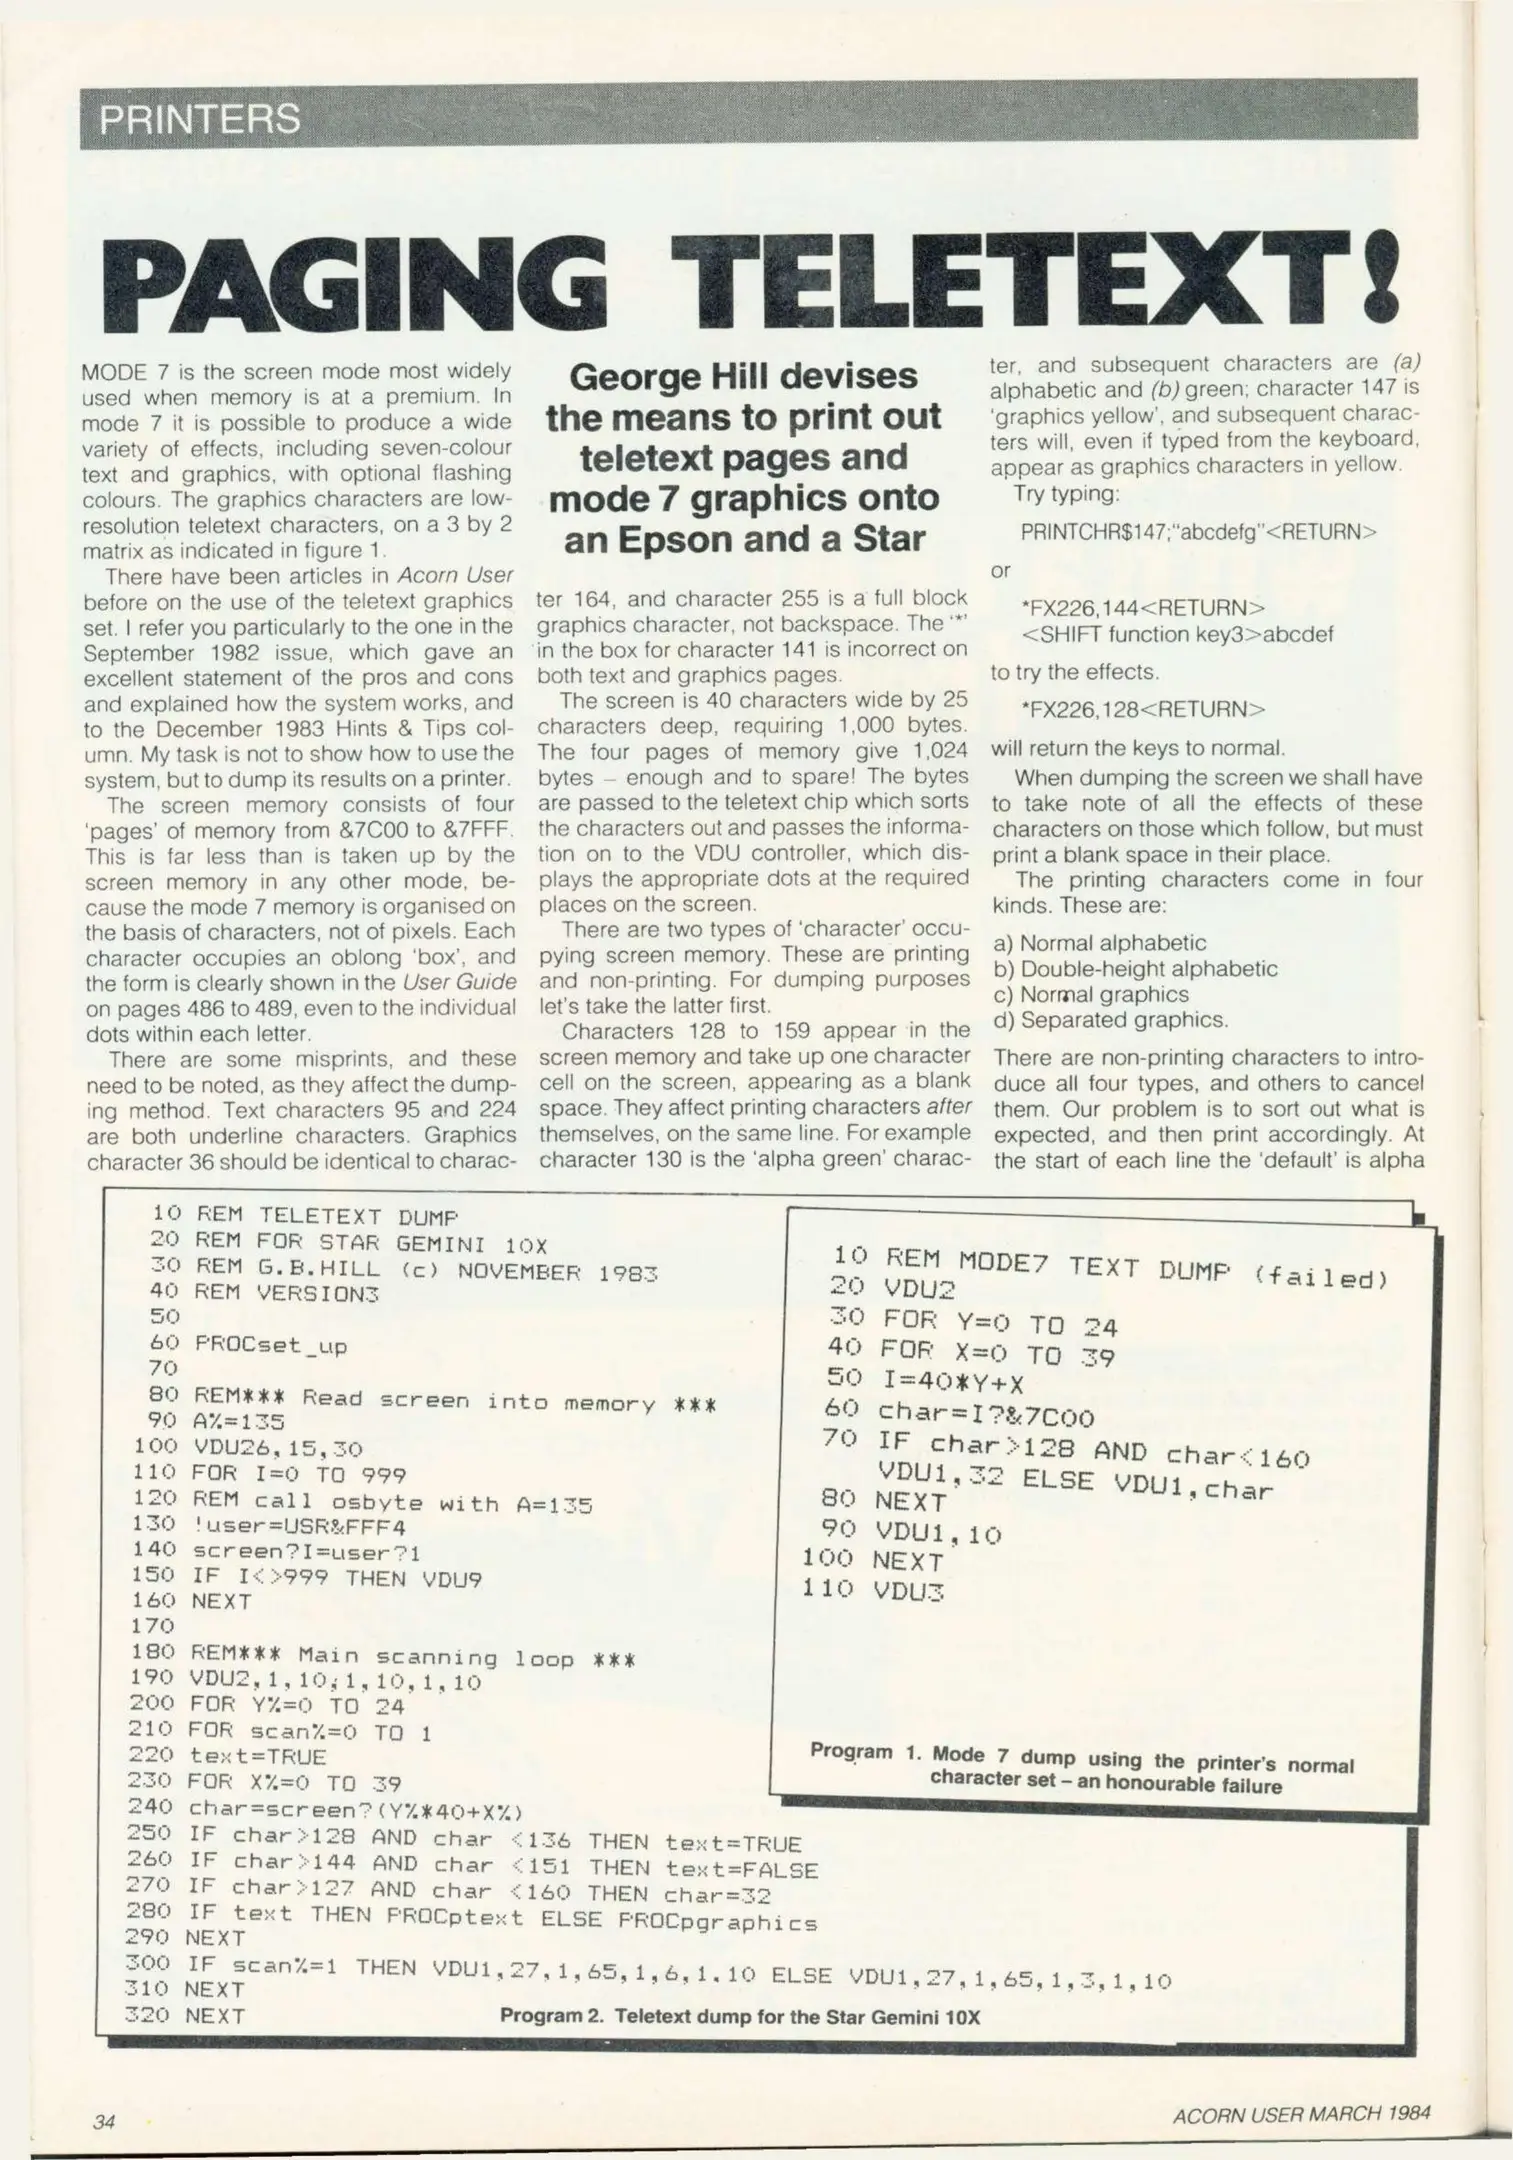 PRINTERS
PAGING TELETEXT!
MODE 7 is the screen mode most widely
used when memory is at a premium. In
mode 7 it is possible to produce a wide
variety of effects, including seven-colour
text and graphics, with optional flashing
colours. The graphics characters are low-
resolution teletext characters, on a 3 by 2
matrix as indicated in figure 1.
There have been articles in Acorn User
before on the use of the teletext graphics
set. I refer you particularly to the one in the
September 1982 issue, which gave an
excellent statement of the pros and cons
and explained how the system works, and
to the December 1983 Hints & Tips col-
umn. My task is not to show how to use the
system, but to dump its results on a printer.
The screen memory consists of four
'pages' of memory from &7C00 to &7FFF.
This is far less than is taken up by the
screen memory in any other mode, be-
cause the mode 7 memory is organised on
the basis of characters, not of pixels. Each
character occupies an oblong 'box', and
the form is clearly shown in the User Guide
on pages 486 to 489, even to the individual
dots within each letter.
There are some misprints, and these
need to be noted, as they affect the dump-
ing method. Text characters 95 and 224
are both underline characters. Graphics
character 36 should be identical to charac-
George Hill devises
the means to print out
teletext pages and
mode 7 graphics onto
an Epson and a Star
ter 164, and character 255 is a full block
graphics character, not backspace. The '*'
in the box for character 141 is incorrect on
both text and graphics pages.
The screen is 40 characters wide by 25
characters deep, requiring 1,000 bytes.
The four pages of memory give 1,024
bytes – enough and to spare! The bytes
are passed to the teletext chip which sorts
the characters out and passes the informa-
tion on to the VDU controller, which dis-
plays the appropriate dots at the required
places on the screen.
There are two types of 'character' occu-
pying screen memory. These are printing
and non-printing. For dumping purposes
let's take the latter first.
Characters 128 to 159 appear in the
screen memory and take up one character
cell on the screen, appearing as a blank
space. They affect printing characters after
themselves, on the same line. For example
character 130 is the 'alpha green' charac-
ter, and subsequent characters are (a)
alphabetic and (b) green; character 147 is
'graphics yellow', and subsequent charac-
ters will, even if typed from the keyboard,
appear as graphics characters in yellow.
Try typing:
PRINTCHR$147;"abcdefg"<RETURN>
or
*FX226,144<RETURN>
<SHIFT function key3>abcdef
to try the effects.
*FX226,128<RETURN>
will return the keys to normal.
When dumping the screen we shall have
to take note of all the effects of these
characters on those which follow, but must
print a blank space in their place.
The printing characters come in four
kinds. These are:
a) Normal alphabetic
b) Double-height alphabetic
c) Normal graphics
d) Separated graphics.
There are non-printing characters to intro-
duce all four types, and others to cancel
them. Our problem is to sort out what is
expected, and then print accordingly. At
the start of each line the 'default' is alpha
10 REM TELETEXT DUMP
20 REM FOR STAR GEMINI 10X
30 REM G.B.HILL (c) NOVEMBER 1983
40 REM VERSION3
50
60 PROCset_up
70
80 REM*** Read screen into memory ***
90 A%=135
100 VDU26,15,30
110 FOR I=0 TO 999
120 REM call osbyte with A=135
130 !user=USR&FFF4
140 screen?I=user?1
150 IF I<>999 THEN VDU9
160 NEXT
170
180 REM*** Main scanning loop ***
190 VDU2,1,10,1,10,1,10
200 FOR Y%=0 TO 24
210 FOR scan%=0 TO 1
220 text=TRUE
230 FOR X%=0 TO 39
240 char=screen?(Y%*40+X%)
250 IF char>128 AND char <136 THEN text=TRUE
260 IF char>144 AND char <151 THEN text=FALSE
270 IF char>127 AND char <160 THEN char=32
280 IF text THEN PROCptext ELSE PROCpgraphics
290 NEXT
300 IF scan%=1 THEN VDU1,27,1,65,1,6,1.10 ELSE VDU1,27,1,65,1,3,1,10
310 NEXT
320 NEXT
Program 2. Teletext dump for the Star Gemini 10X
10 REM MODE7 TEXT DUMP (failed)
20 VDU2
30 FOR Y=0 TO 24
40 FOR X=0 TO 39
50 I=40*Y+X
60 char=I?&7C00
70 IF char>128 AND char<160
VDU1,32 ELSE VDU1,char
80 NEXT
90 VDU1,10
100 NEXT
110 VDU3
Program 1. Mode 7 dump using the printer's normal
character set – an honourable failure
34
ACORN USER MARCH 1984